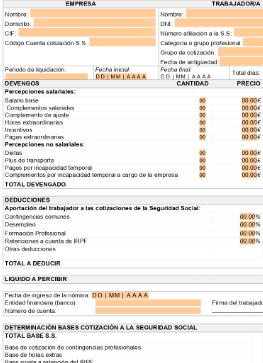 EMPRESA TRABAJADOR/A
Nombre: Nombre:
Domicilio: DNI:
CIF: Número afiliación a la S.S:
Código Cuenta cotización S.S. Categoría o grupo profesional
Grupo de cotización:
Fecha de antigüedad
Periodo de liquidación: Fecha inicial: Fecha final: Total días:
DD | MM | AAAA DD | MM | AAAA
DEVENGOS CANTIDAD PRECIO
Percepciones salariales:
Salario base 00 00.00€
Complementos salariales 00 00.00€
Complemento de ajuste 00 00.00€
Horas extraordinarias 00 00.00€
Incentivos 00 00.00€
Pagas extraordinarias 00 00.00€
Percepciones no salariales:
Dietas 00 00.00€
Plus de transporte 00 00.00€
Pagos por incapacidad temporal 00 00.00€
Complementos por incapacidad temporal a cargo de la empresa 00 00.00€
TOTAL DEVENGADO
DEDUCCIONES
Aportación del trabajador a las cotizaciones de la Seguridad Social:
Contingencias comunes 00.00%
Desempleo 00.00%
Formación Profesional 00.00%
Retenciones a cuenta de IRPF 00.00%
Otras deducciones
TOTAL A DEDUCIR
LIQUIDO A PERCIBIR
Fecha de ingreso de la nómina: DD | MM | AAAA
Entidad financiera (banco): Firma del trabajado
Número de cuenta:
DETERMINACIÓN BASES COTIZACIÓN A LA SEGURIDAD SOCIAL
TOTAL BASE S.S.
Base de cotización de contingencias profesionales
Base de horas extras
Base sujeta a retención del IRPF